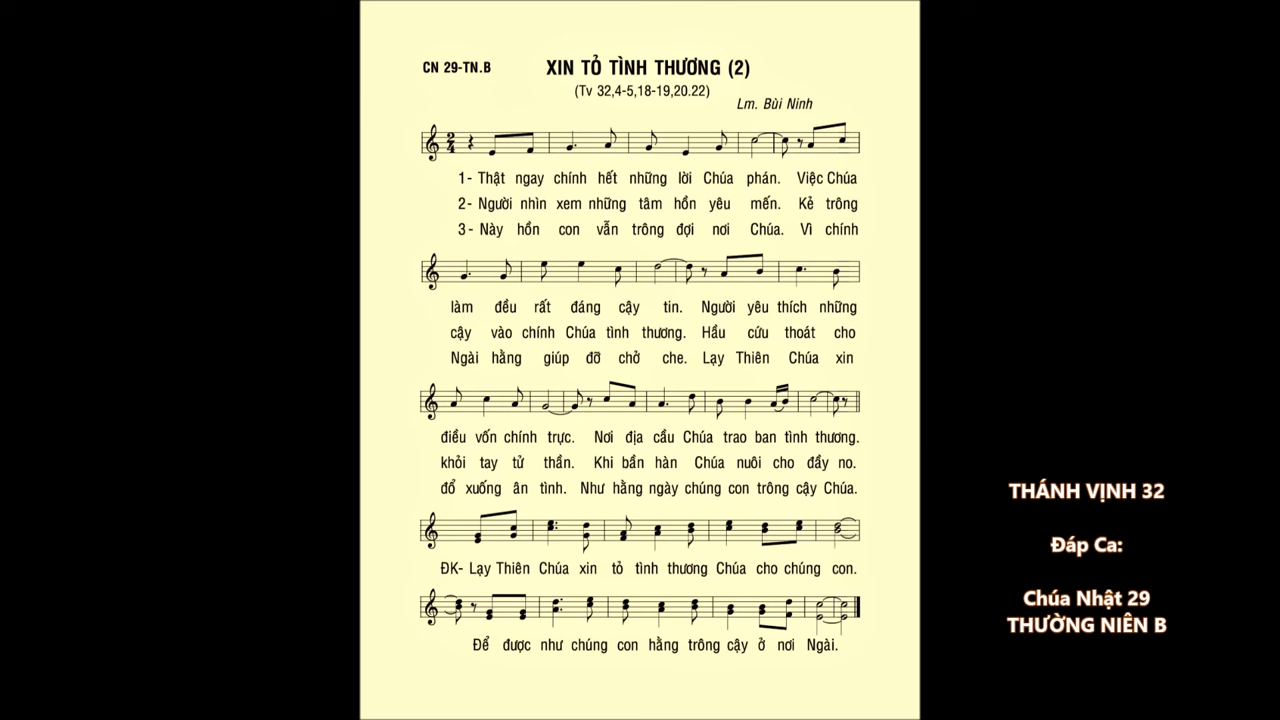 CN 29-TN.B
XIN TỎ TÌNH THƯƠNG (2)
(Tv 32,4-5,18-19,20.22)
Lm. Bùi Ninh
1- Thật ngay chính hết những lời Chúa phán. Việc Chúa
2- Người nhìn xem những tâm hồn yêu mến. Kẻ trông
3- Này hồn con vẫn trông đợi nơi Chúa. Vì chính
làm đều rất đáng cậy tin. Người yêu thích những
cậy vào chính Chúa tình thương. Hầu cứu thoát cho
Ngài hằng giúp đỡ chở che. Lạy Thiên Chúa xin
điều vốn chính trực. Nơi địa cầu Chúa trao ban tình thương.
khỏi tay tử thần. Khi bần hàn Chúa nuôi cho đầy no.
đổ xuống ân tình. Như hằng ngày chúng con trông cậy Chúa.
ĐK- Lạy Thiên Chúa xin tỏ tình thương Chúa cho chúng con.
Để được như chúng con hằng trông cậy ở nơi Ngài.
THÁNH VỊNH 32
Đáp Ca:
Chúa Nhật 29
THƯỜNG NIÊN B